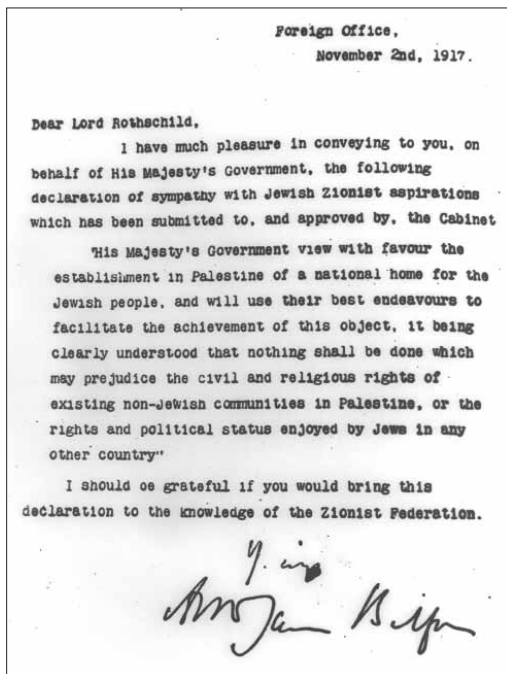 Foreign Office,
November 2nd, 1917.
Dear Lord Rothschild,
I have much pleasure in conveying to you, on
behalf of His Majesty's Government, the following
declaration of sympathy with Jewish Zionist aspirations
which has been submitted to, and approved by, the Cabinet
"His Majesty's Government view with favour the
establishment in Palestine of a national home for the
Jewish people, and will use their best endeavours to
facilitate the achievement of this object, it being
clearly understood that nothing shall be done which
may prejudice the civil and religious rights of
existing non-Jewish communities in Palestine, or the
rights and political status enjoyed by Jews in any
other country"
I should be grateful if you would bring this
declaration to the knowledge of the Zionist Federation.
Arthur James Balfour